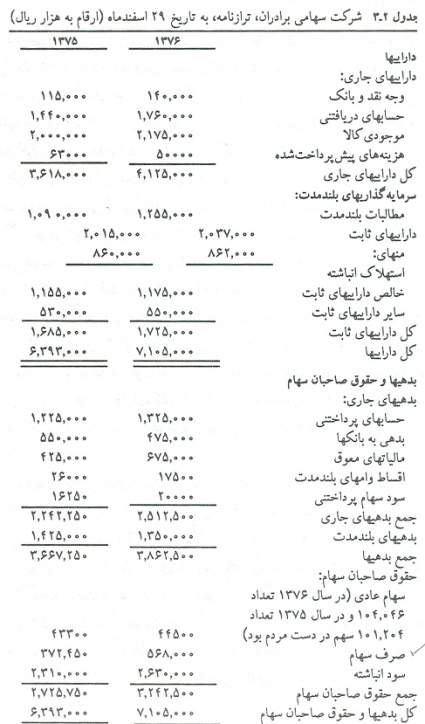 جدول ۲ـ۳ شرکت سهامی برادران، ترازنامه، به تاریخ ۲۹ اسفندماه (ارقام به هزار ریال)
۱۳۷۶ ۱۳۷۵
داراییها
داراییهای جاری:
وجه نقد و بانک ۱۴۰,۰۰۰ ۱۱۵,۰۰۰
حسابهای دریافتنی ۱,۷۶۰,۰۰۰ ۱,۴۴۰,۰۰۰
موجودی کالا ۲,۱۷۵,۰۰۰ ۲,۰۰۰,۰۰۰
هزینه‌های پیش‌پرداخت‌شده ۵۰۰۰۰ ۶۳۰۰۰
کل داراییهای جاری ۴,۱۲۵,۰۰۰ ۳,۶۱۸,۰۰۰
سرمایه‌گذاریهای بلندمدت:
مطالبات بلندمدت ۱,۲۵۵,۰۰۰ ۱,۰۹۰,۰۰۰
داراییهای ثابت ۲,۰۳۷,۰۰۰ ۲,۰۱۵,۰۰۰
منهای: ۸۶۲,۰۰۰ ۸۶۰,۰۰۰
استهلاک انباشته
خالص داراییهای ثابت ۱,۱۷۵,۰۰۰ ۱,۱۵۵,۰۰۰
سایر داراییهای ثابت ۵۵۰,۰۰۰ ۵۳۰,۰۰۰
کل داراییهای ثابت ۱,۷۲۵,۰۰۰ ۱,۶۸۵,۰۰۰
کل داراییها ۷,۱۰۵,۰۰۰ ۶,۳۹۳,۰۰۰
بدهیها و حقوق صاحبان سهام
بدهیهای جاری:
حسابهای پرداختنی ۱,۳۲۵,۰۰۰ ۱,۲۲۵,۰۰۰
بدهی به بانکها ۴۷۵,۰۰۰ ۵۵۰,۰۰۰
مالیاتهای معوق ۶۷۵,۰۰۰ ۴۲۵,۰۰۰
اقساط وامهای بلندمدت ۱۷۵۰۰ ۲۶۰۰۰
سود سهام پرداختنی ۲۰۰۰۰ ۱۶۲۵۰
جمع بدهیهای جاری ۲,۵۱۲,۵۰۰ ۲,۲۴۲,۲۵۰
بدهیهای بلندمدت ۱,۳۵۰,۰۰۰ ۱,۴۲۵,۰۰۰
جمع بدهیها ۳,۸۶۲,۵۰۰ ۳,۶۶۷,۲۵۰
حقوق صاحبان سهام:
سهام عادی (در سال ۱۳۷۶ تعداد
۱۰۴,۰۴۶ و در سال ۱۳۷۵ تعداد
۱۰۱,۲۰۴ سهم در دست مردم بود) ۴۴۵۰۰ ۴۳۳۰۰
صرف سهام ۵۶۸,۰۰۰ ۳۷۲,۴۵۰
سود انباشته ۲,۶۳۰,۰۰۰ ۲,۳۱۰,۰۰۰
جمع حقوق صاحبان سهام ۳,۲۴۲,۵۰۰ ۲,۷۲۵,۷۵۰
کل بدهیها و حقوق صاحبان سهام ۷,۱۰۵,۰۰۰ ۶,۳۹۳,۰۰۰